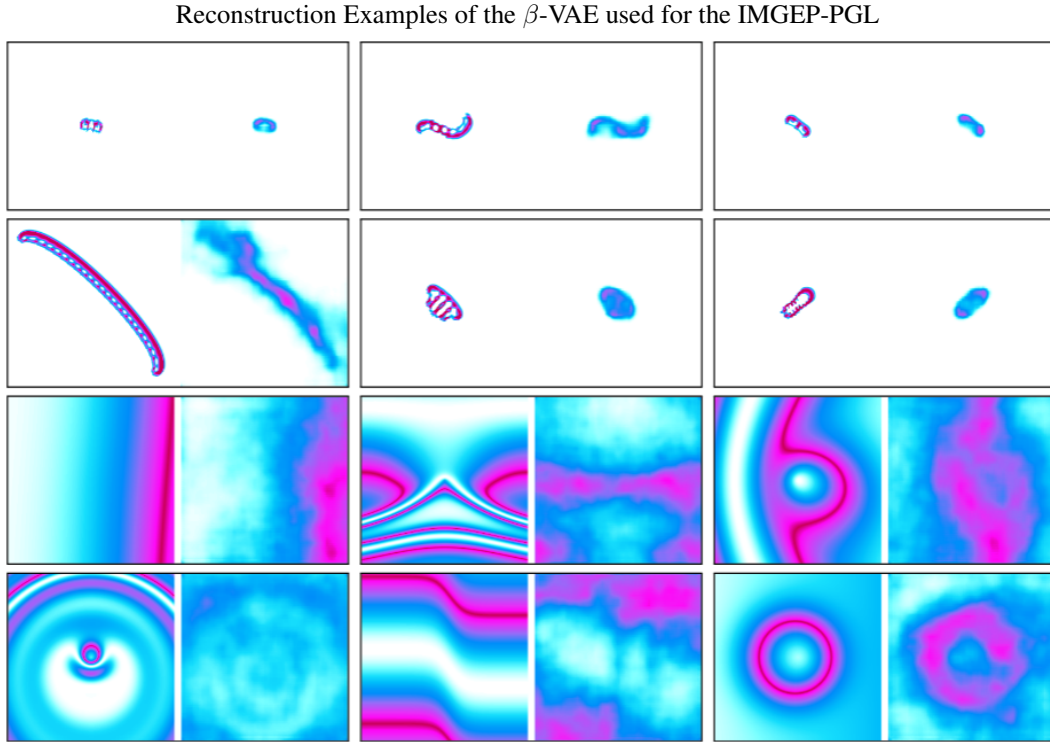 Reconstruction Examples of the β-VAE used for the IMGEP-PGL